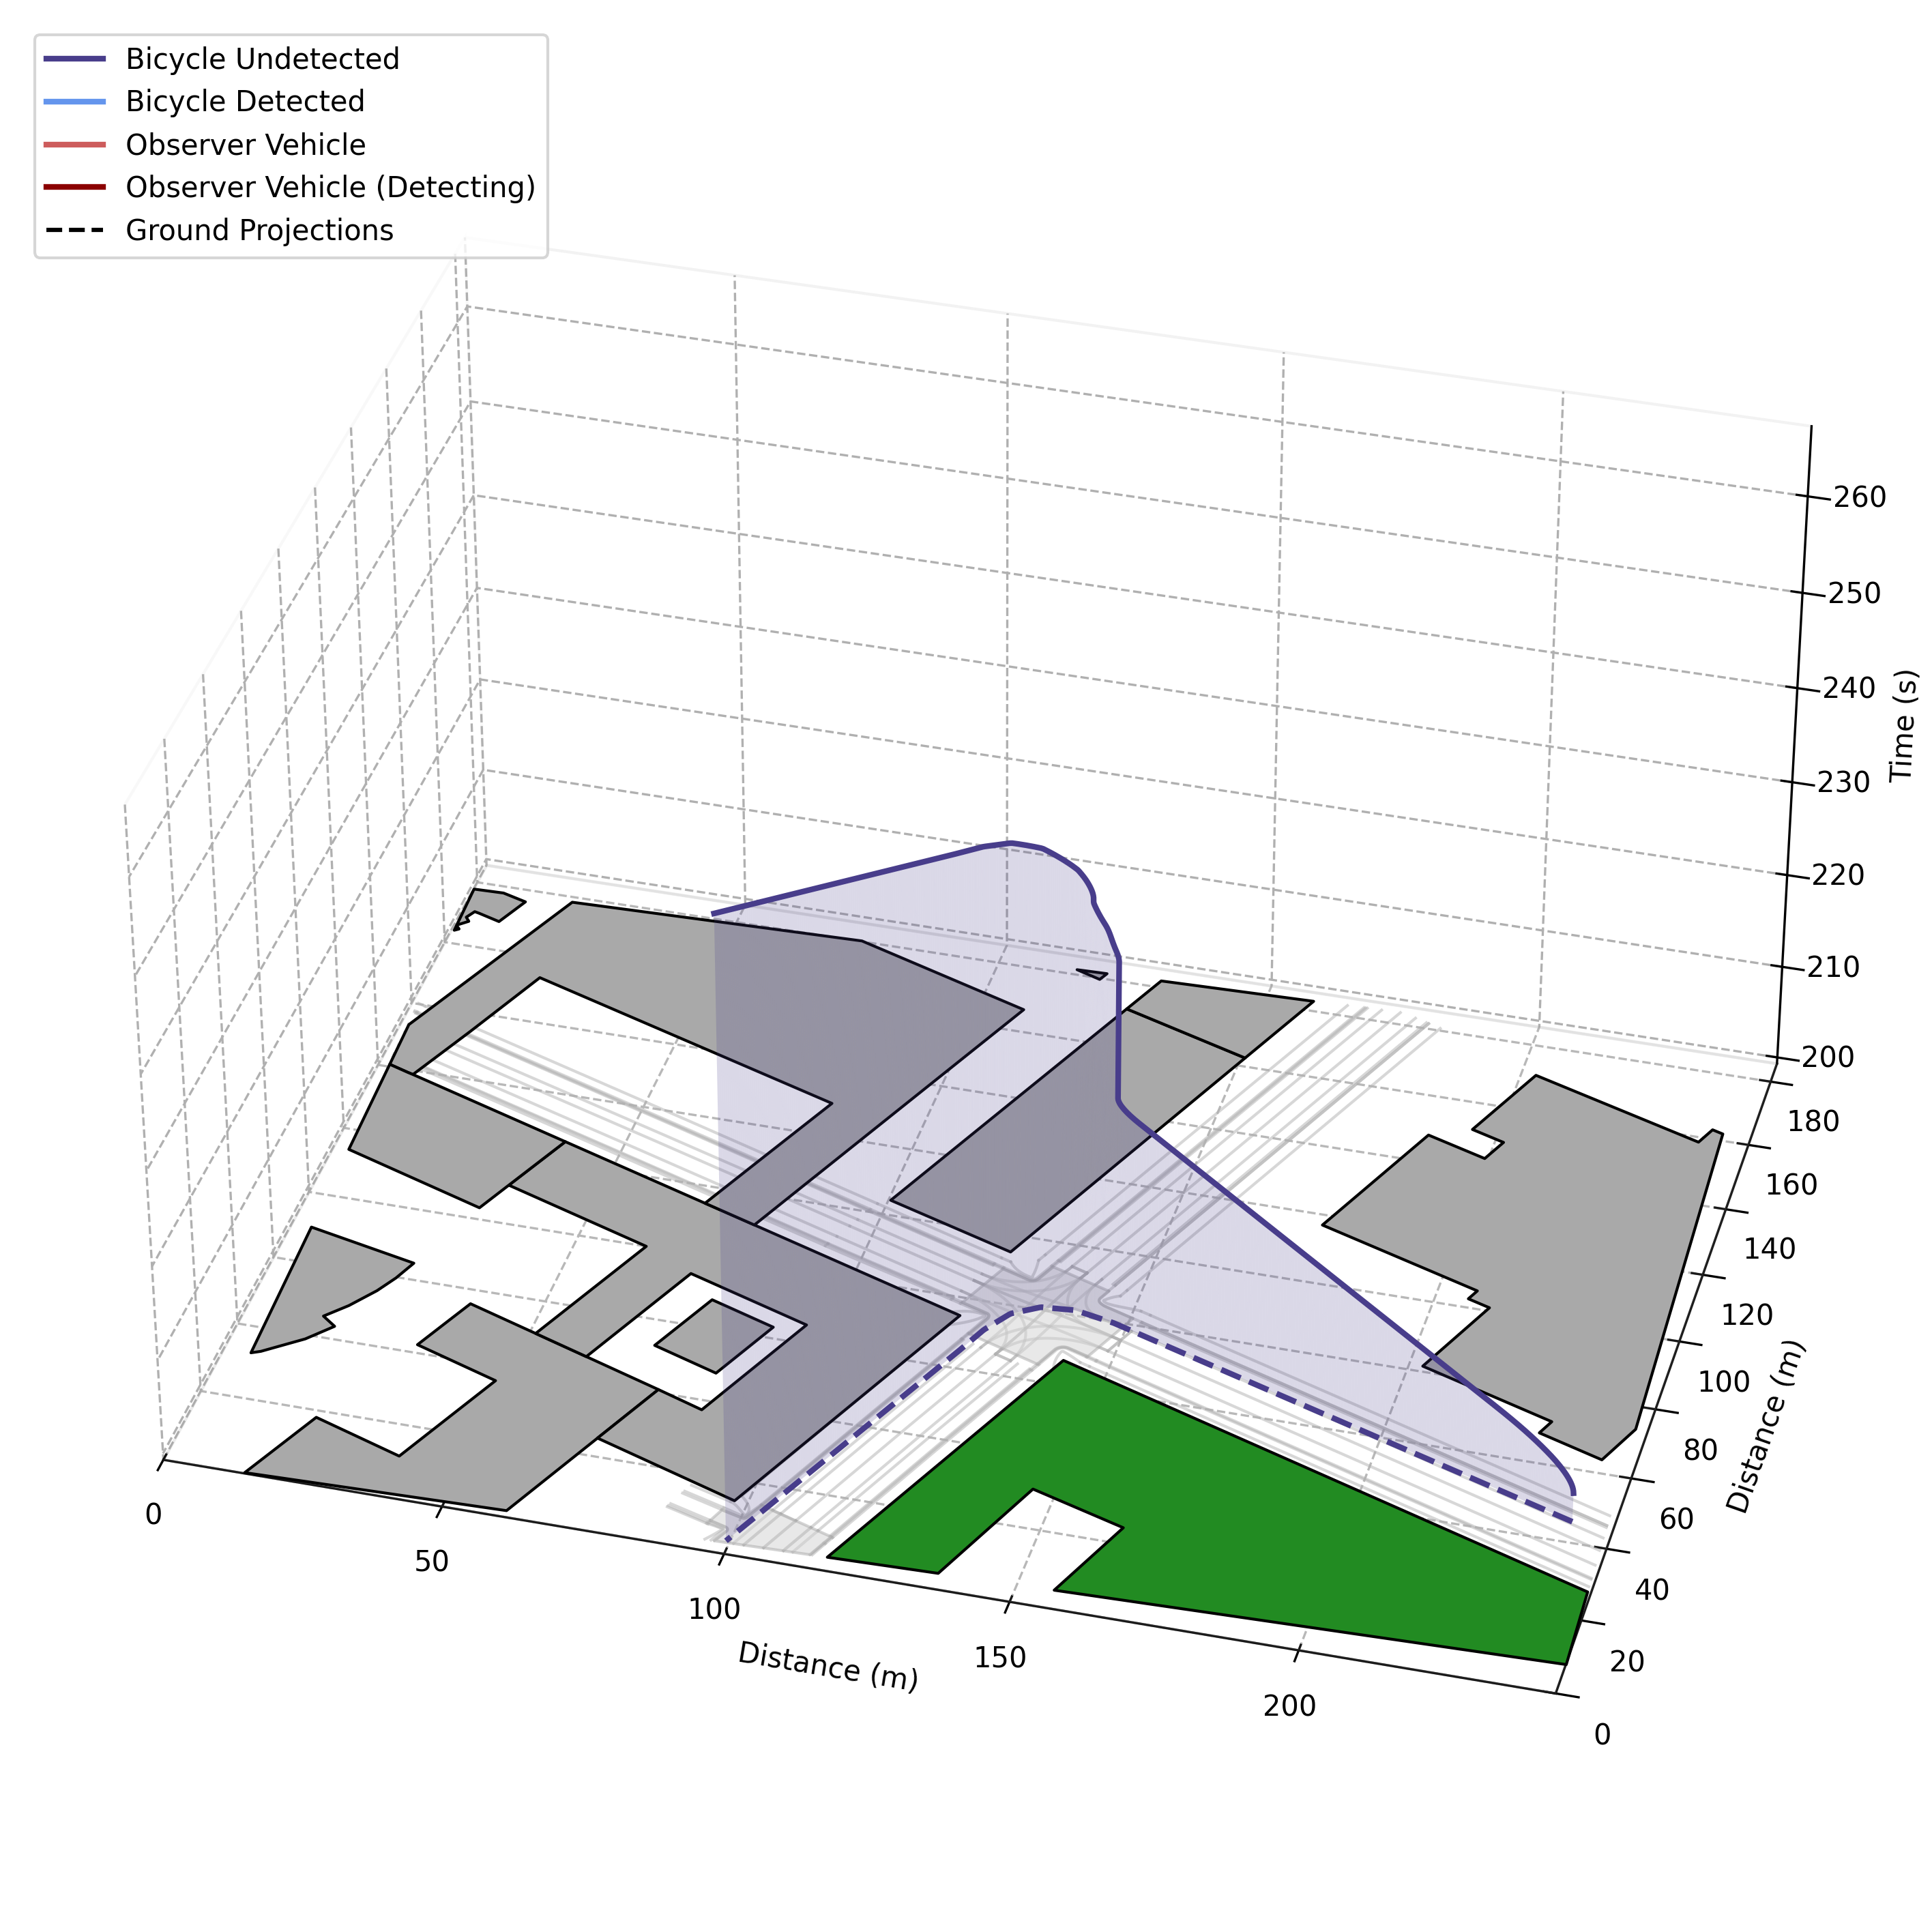 Bicycle Undetected
Bicycle Detected
Observer Vehicle
Observer Vehicle (Detecting)
Ground Projections
260
250
240
230
220
210
200
Time (s)
180
160
140
120
100
80
60
40
20
0
Distance (m)
0
50
100
150
200
Distance (m)